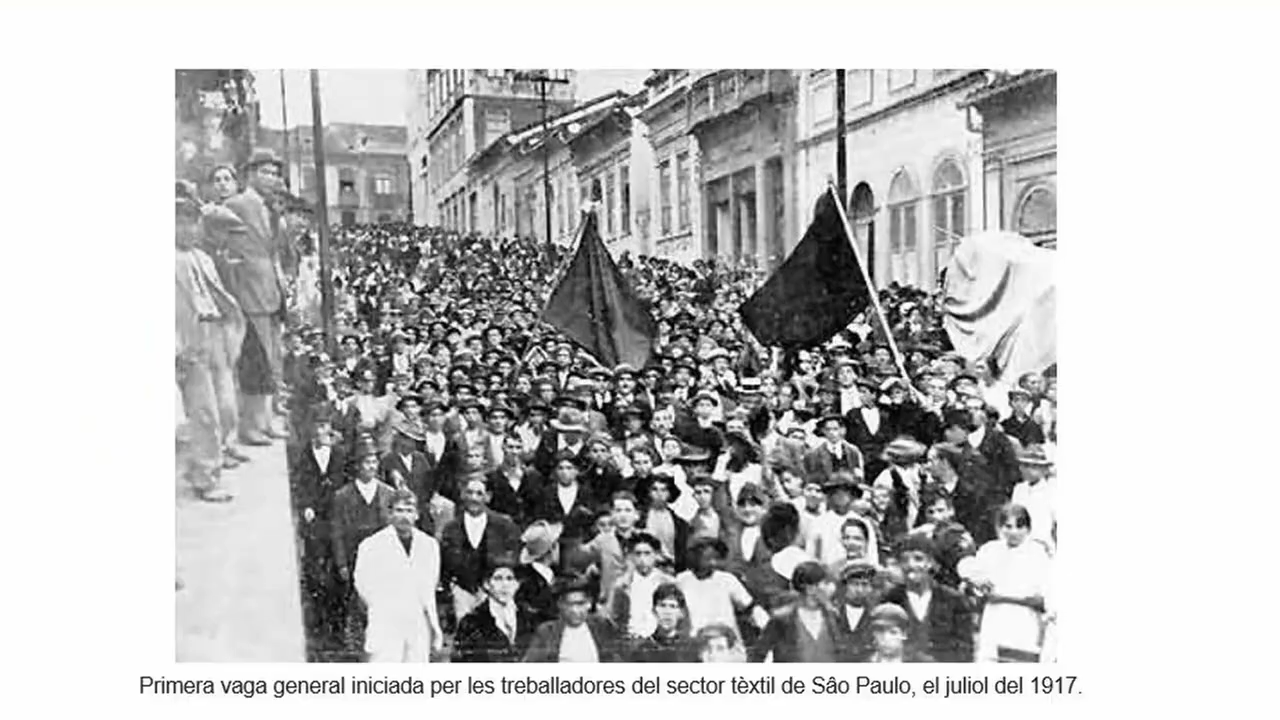 Primera vaga general iniciada per les treballadores del sector tèxtil de Sâo Paulo, el juliol del 1917.